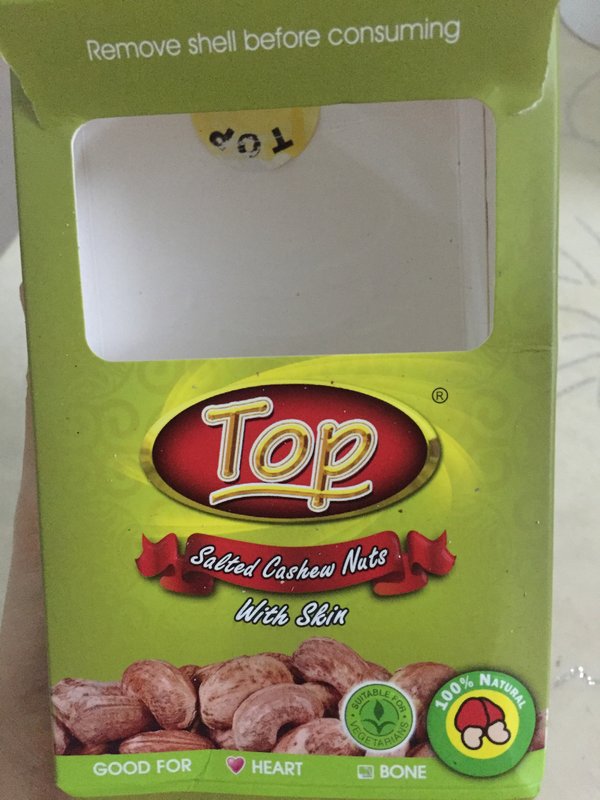 Remove shell before consuming
TOP
Top
®
Salted Cashew Nuts
With Skin
SUITABLE FOR
VEGETARIANS
100% NATURAL
GOOD FOR HEART BONE